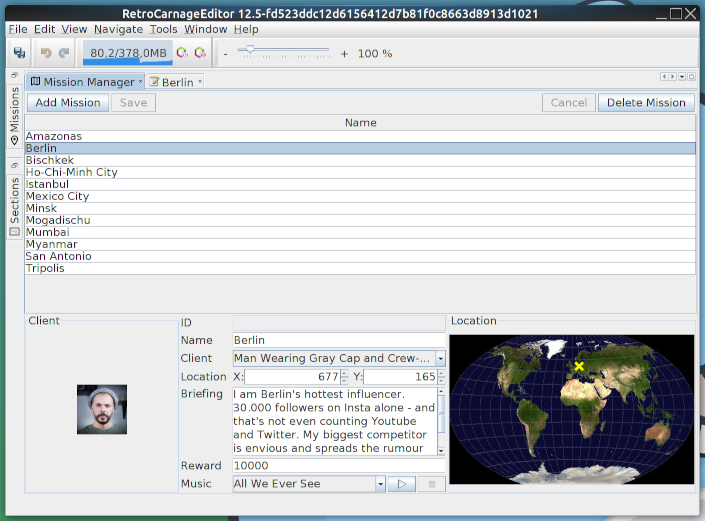 RetroCarnageEditor 12.5-fd523ddc12d6156412d7b81f0c8663d8913d1021
File Edit View Navigate Tools Window Help
80,2/378,0MB - + 100 %
Mission Manager Berlin
Missions
Sections
Add Mission Save Cancel Delete Mission
Name
Amazonas
Berlin
Bischkek
Ho-Chi-Minh City
Istanbul
Mexico City
Minsk
Mogadischu
Mumbai
Myanmar
San Antonio
Tripolis
Client
ID
Name Berlin
Client Man Wearing Gray Cap and Crew-...
Location X: 677 Y: 165
Briefing I am Berlin's hottest influencer.
30.000 followers on Insta alone - and
that's not even counting Youtube
and Twitter. My biggest competitor
is envious and spreads the rumour
Reward 10000
Music All We Ever See
Location